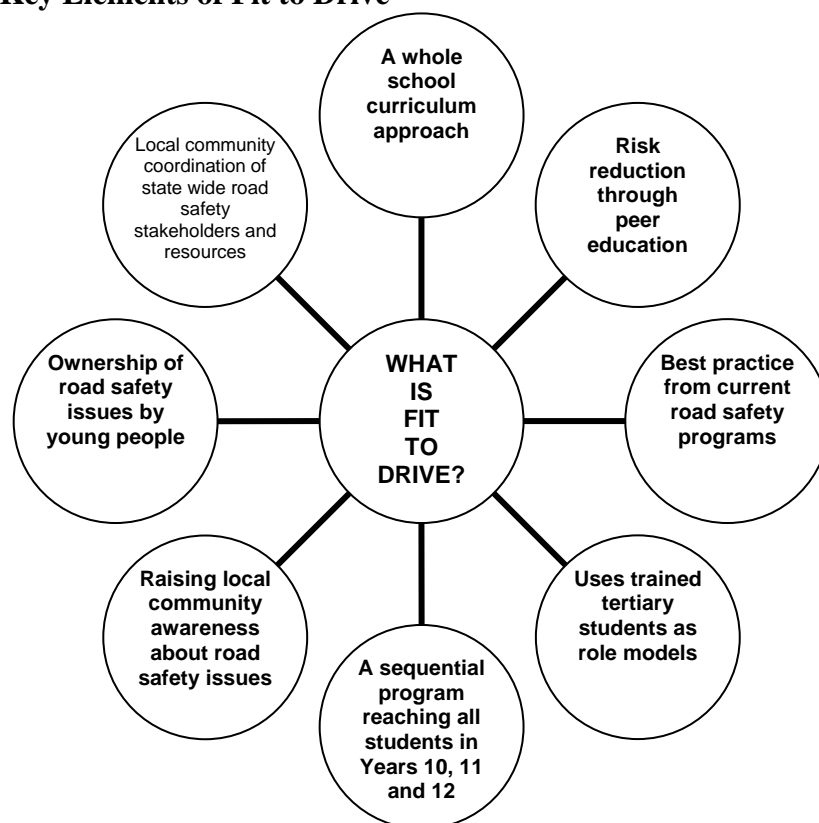 Key Elements of Fit to Drive
A whole
school
curriculum
approach
Risk
reduction
through
peer
education
Best practice
from current
road safety
programs
Uses trained
tertiary
students as
role models
A sequential
program
reaching all
students in
Years 10, 11
and 12
Raising local
community
awareness
about road
safety issues
Ownership of
road safety
issues by
young people
Local community
coordination of
state wide road
safety
stakeholders and
resources
WHAT
IS
FIT
TO
DRIVE?